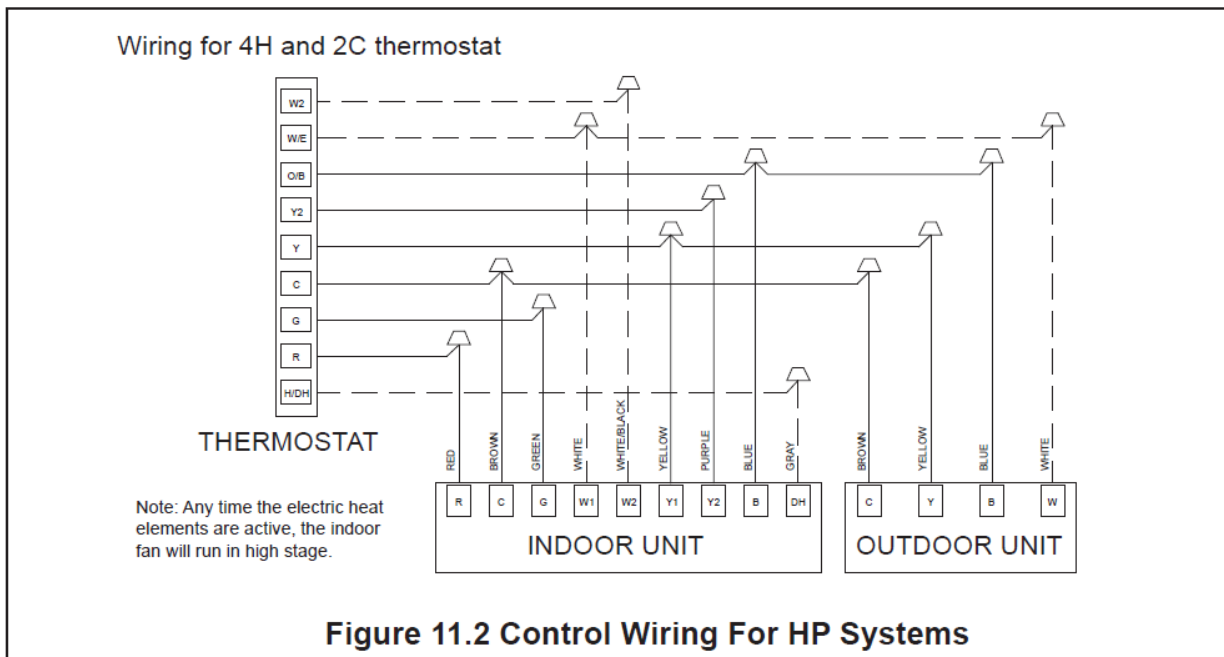 Wiring for 4H and 2C thermostat
W2
W/E
O/B
Y2
Y
C
G
R
H/DH
THERMOSTAT
Note: Any time the electric heat
elements are active, the indoor
fan will run in high stage.
RED
BROWN
GREEN
WHITE
WHITE/BLACK
YELLOW
PURPLE
BLUE
GRAY
BROWN
YELLOW
BLUE
WHITE
R C G W1 W2 Y1 Y2 B DH
C Y B W
INDOOR UNIT
OUTDOOR UNIT
Figure 11.2 Control Wiring For HP Systems